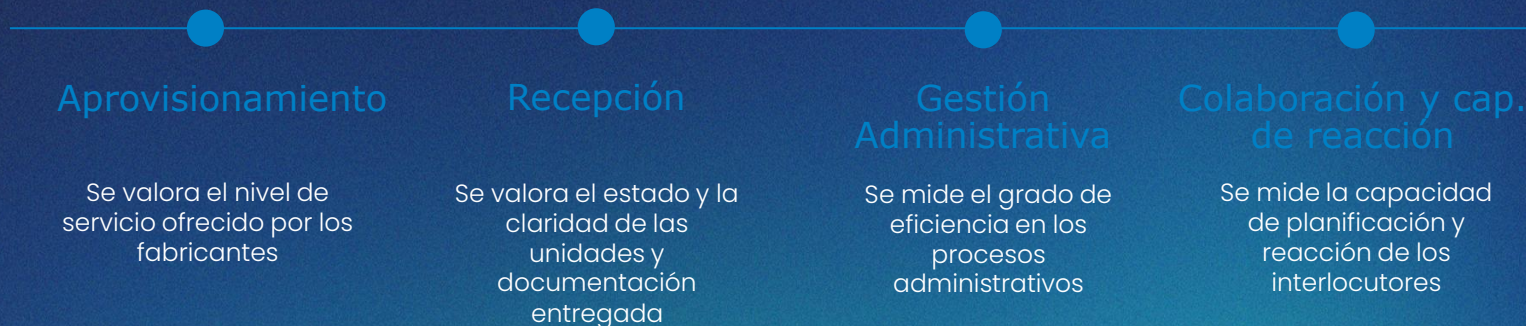 Aprovisionamiento
Se valora el nivel de
servicio ofrecido por los
fabricantes
Recepción
Se valora el estado y la
claridad de las
unidades y
documentación
entregada
Gestión
Administrativa
Se mide el grado de
eficiencia en los
procesos
administrativos
Colaboración y cap.
de reacción
Se mide la capacidad
de planificación y
reacción de los
interlocutores